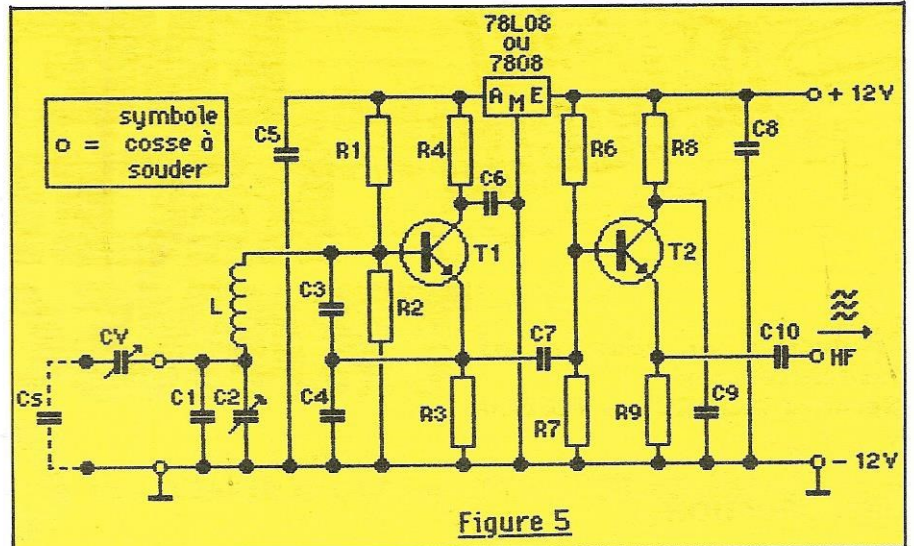 78L08
ou
7808
A M E
+ 12V
symbole
o = cosse à
souder
C5
R1
R4
C6
R6
R8
C8
T1
T2
L
C3
R2
CV
C7
C10
HF
Cs
C1
C2
C4
R3
R7
R9
C9
- 12V
Figure 5